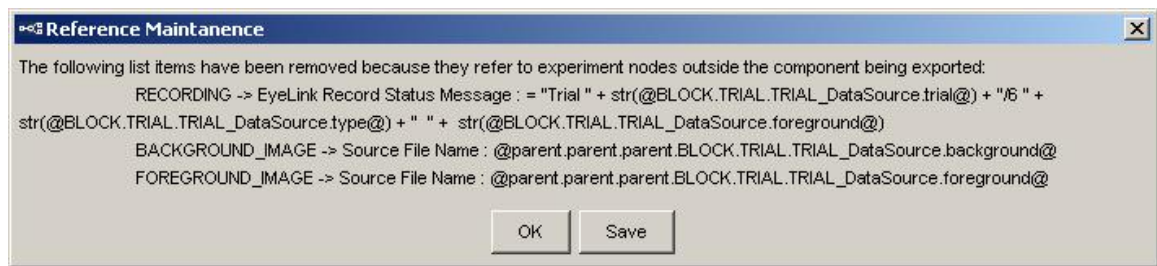 Reference Maintanence
The following list items have been removed because they refer to experiment nodes outside the component being exported:
RECORDING -> EyeLink Record Status Message : = "Trial " + str(@BLOCK.TRIAL.TRIAL_DataSource.trial@) + "/6 " +
str(@BLOCK.TRIAL.TRIAL_DataSource.type@) + "  " +  str(@BLOCK.TRIAL.TRIAL_DataSource.foreground@)
BACKGROUND_IMAGE -> Source File Name : @parent.parent.parent.BLOCK.TRIAL.TRIAL_DataSource.background@
FOREGROUND_IMAGE -> Source File Name : @parent.parent.parent.BLOCK.TRIAL.TRIAL_DataSource.foreground@
OK Save